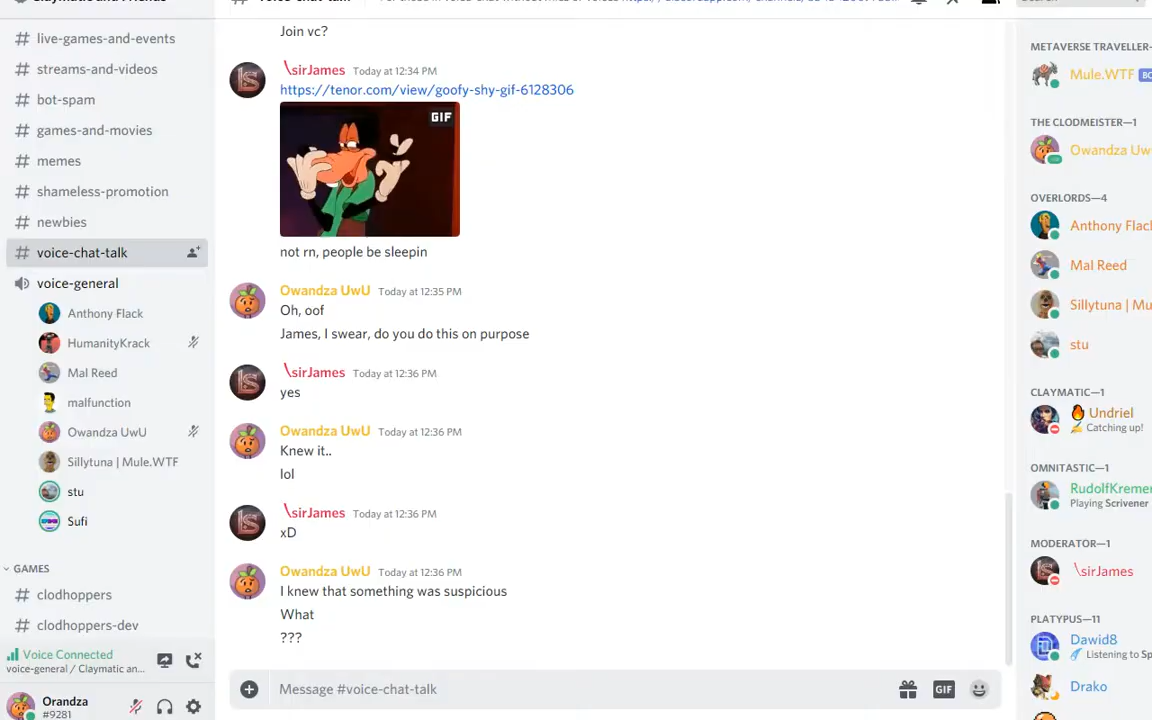 live-games-and-events
streams-and-videos
bot-spam
games-and-movies
memes
shameless-promotion
newbies
voice-chat-talk
voice-general
Anthony Flack
HumanityKrack
Mal Reed
malfunction
Owandza UwU
Sillytuna | Mule.WTF
stu
Sufi
GAMES
clodhoppers
clodhoppers-dev
Voice Connected
voice-general / Claymatic an...
Orandza
#9281
Join vc?
\sirJames Today at 12:34 PM
https://tenor.com/view/goofy-shy-gif-6128306
GIF
not rn, people be sleepin
Owandza UwU Today at 12:35 PM
Oh, oof
James, I swear, do you do this on purpose
\sirJames Today at 12:36 PM
yes
Owandza UwU Today at 12:36 PM
Knew it..
lol
\sirJames Today at 12:36 PM
xD
Owandza UwU Today at 12:36 PM
I knew that something was suspicious
What
???
Message #voice-chat-talk
GIF
METAVERSE TRAVELLER—
Mule.WTF
THE CLODMEISTER—1
Owandza Uw
OVERLORDS—4
Anthony Flac
Mal Reed
Sillytuna | Mu
stu
CLAYMATIC—1
Undriel
Catching up!
OMNITASTIC—1
RudolfKreme
Playing Scrivener
MODERATOR—1
\sirJames
PLATYPUS—11
Dawid8
Listening to Sp
Drako